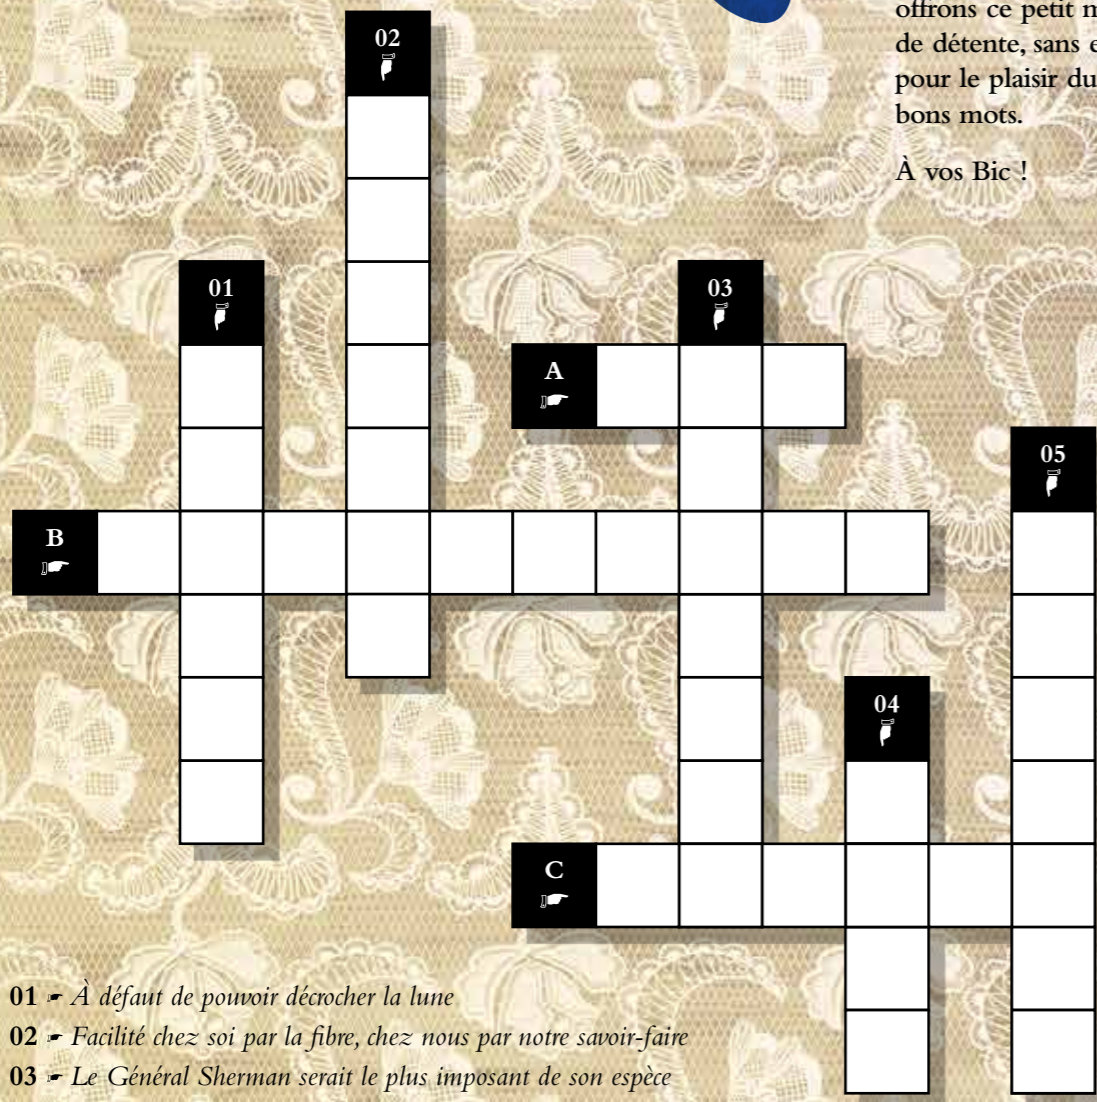 offrons ce petit
de détente, sans
pour le plaisir du
bons mots.
À vos Bic !
02
01
03
A
05
B
04
C
01 ☛ À défaut de pouvoir décrocher la lune
02 ☛ Facilité chez soi par la fibre, chez nous par notre savoir-faire
03 ☛ Le Général Sherman serait le plus imposant de son espèce